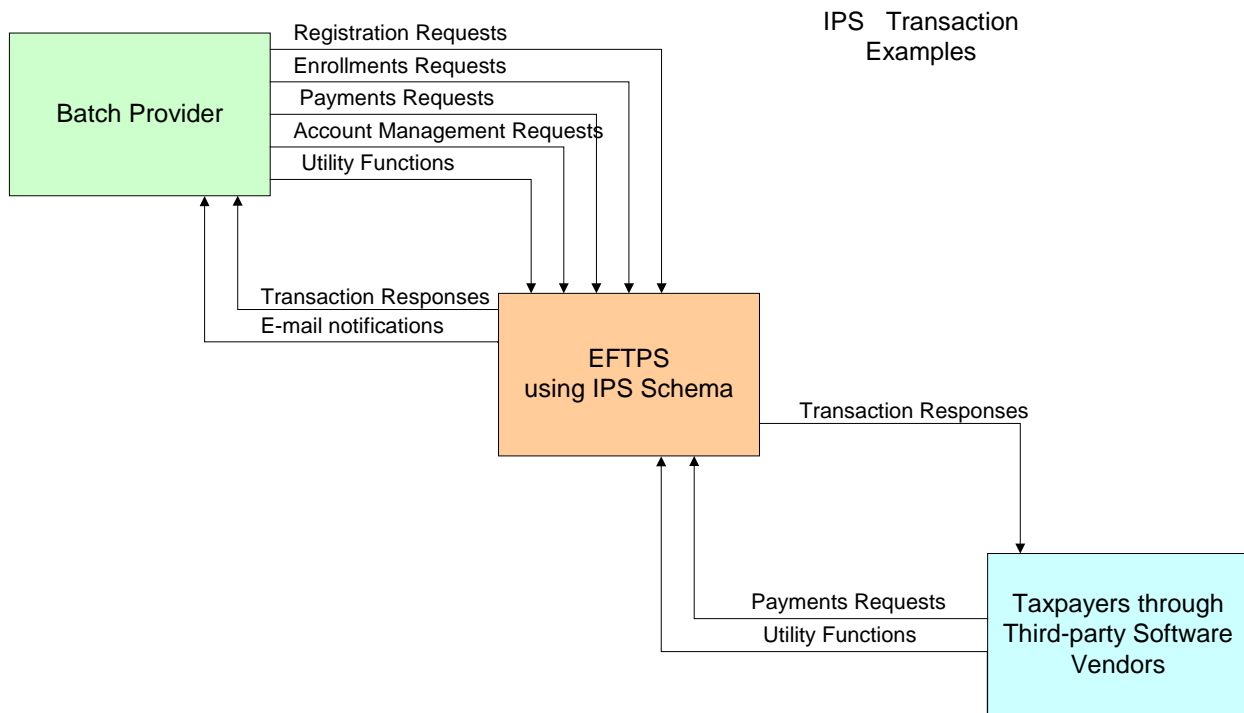 IPS Transaction
Examples
Registration Requests
Enrollments Requests
Payments Requests
Account Management Requests
Utility Functions
Batch Provider
Transaction Responses
E-mail notifications
EFTPS
using IPS Schema
Transaction Responses
Payments Requests
Utility Functions
Taxpayers through
Third-party Software
Vendors